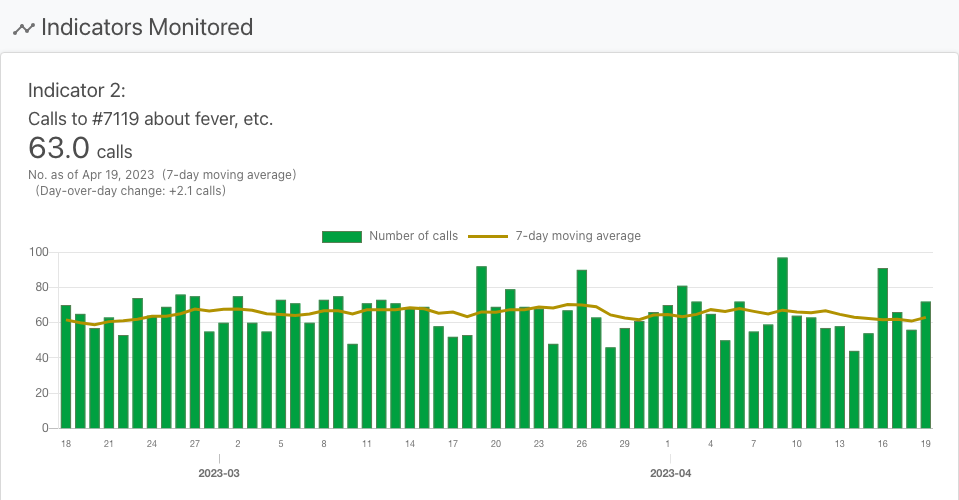 Indicators Monitored
Indicator 2:
Calls to #7119 about fever, etc.
63.0 calls
No. as of Apr 19, 2023 (7-day moving average)
(Day-over-day change: +2.1 calls)
Number of calls 7-day moving average
100
80
60
40
20
0
18 21 24 27 2 5 8 11 14 17 20 23 26 29 1 4 7 10 13 16 19
2023-03 2023-04